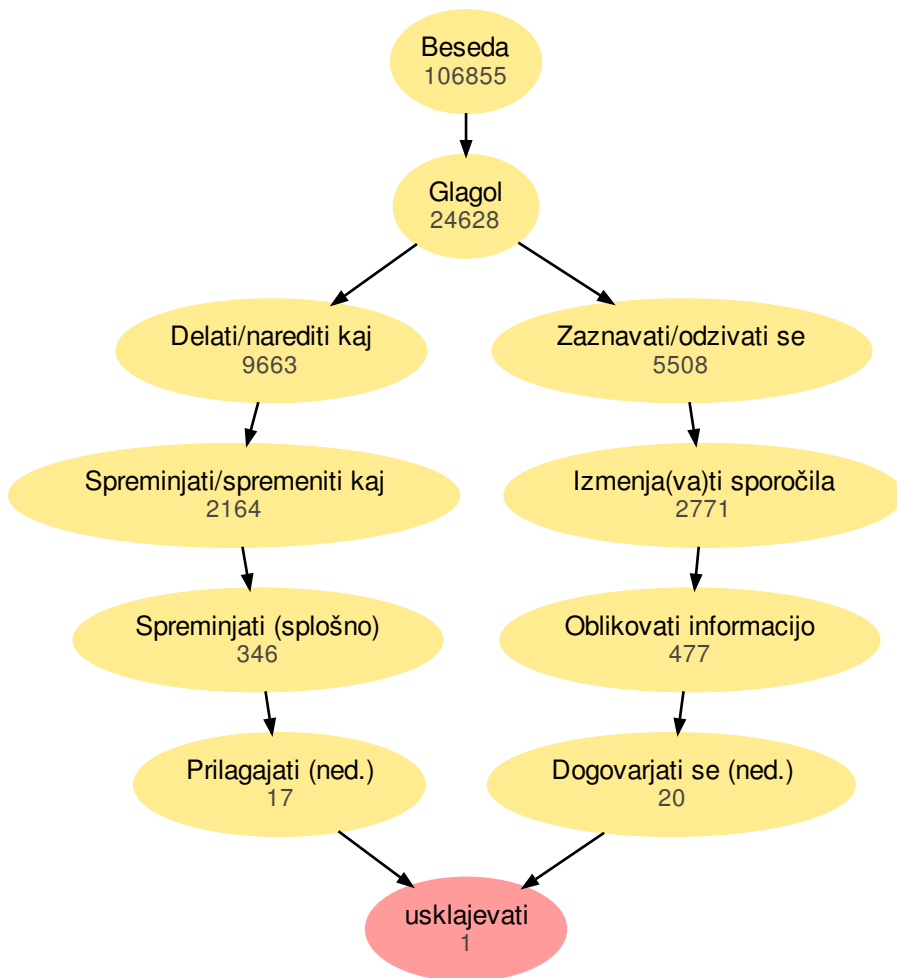 Beseda
106855
Glagol
24628
Delati/narediti kaj
9663
Zaznavati/odzivati se
5508
Spreminjati/spremeniti kaj
2164
Izmenja(va)ti sporočila
2771
Spreminjati (splošno)
346
Oblikovati informacijo
477
Prilagajati (ned.)
17
Dogovarjati se (ned.)
20
usklajevati
1